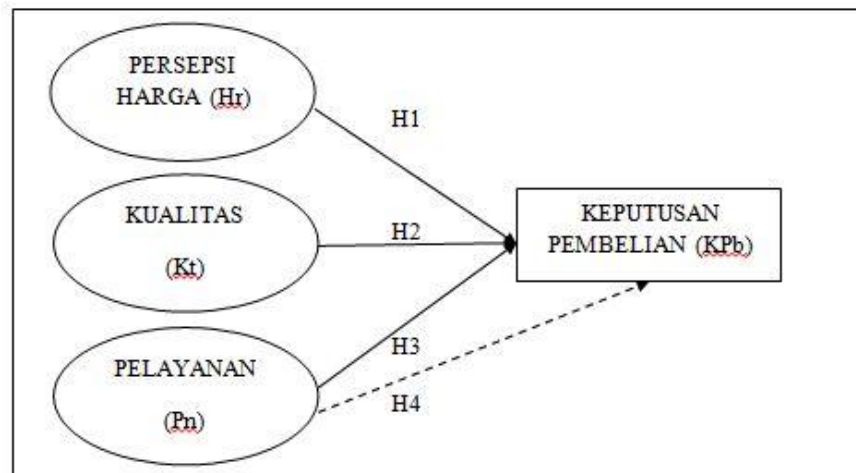 PERSEPSI
HARGA (Hr)
H1
KUALITAS
(Kt)
H2
KEPUTUSAN
PEMBELIAN (KPb)
PELAYANAN
(Pn)
H3
H4